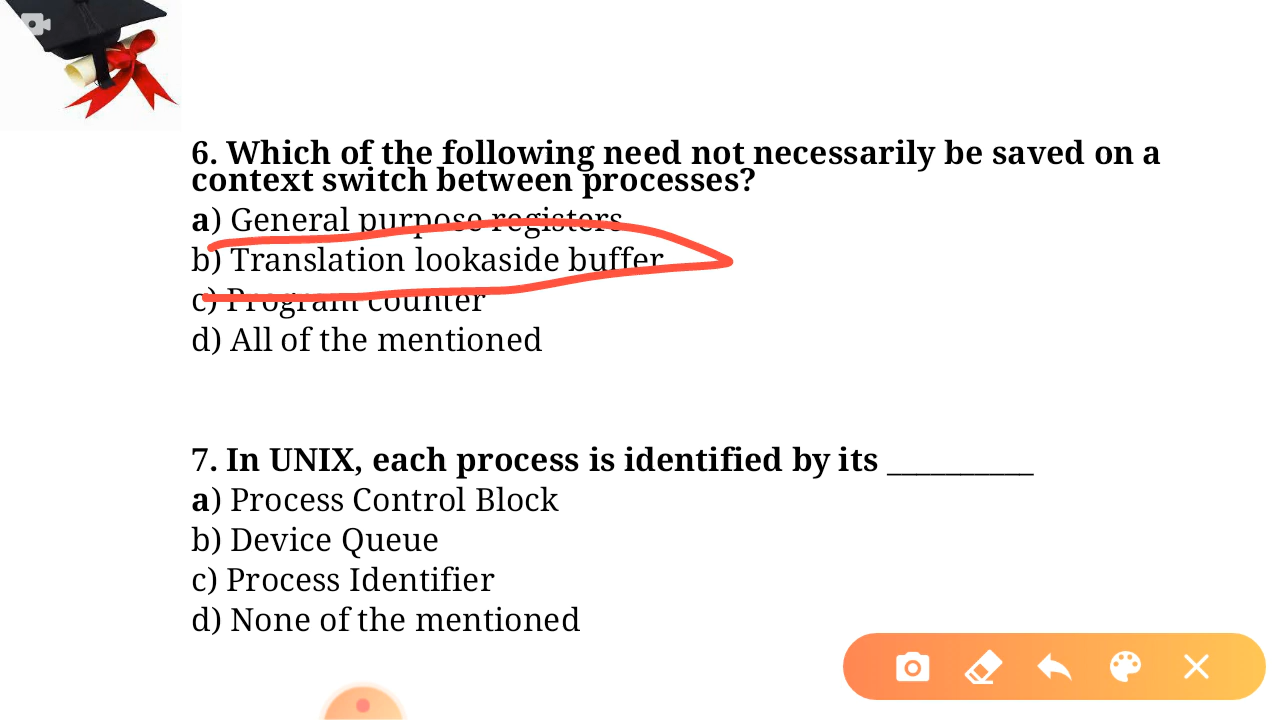 6. Which of the following need not necessarily be saved on a
context switch between processes?
a) General purpose registers
b) Translation lookaside buffer
c) Program counter
d) All of the mentioned
7. In UNIX, each process is identified by its __________
a) Process Control Block
b) Device Queue
c) Process Identifier
d) None of the mentioned